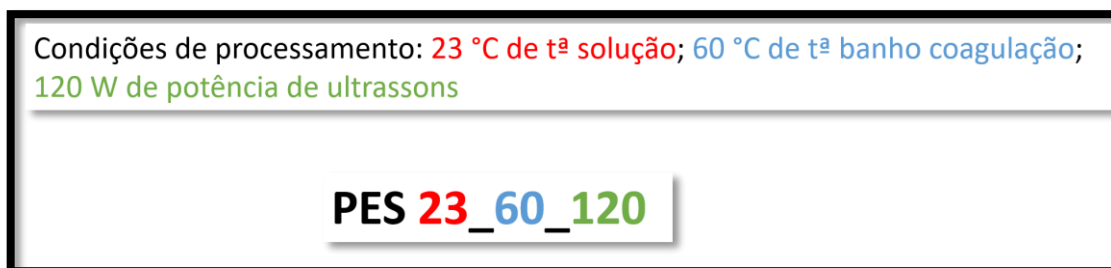 Condições de processamento: 23 °C de tª solução; 60 °C de tª banho coagulação;
120 W de potência de ultrassons
PES 23_60_120